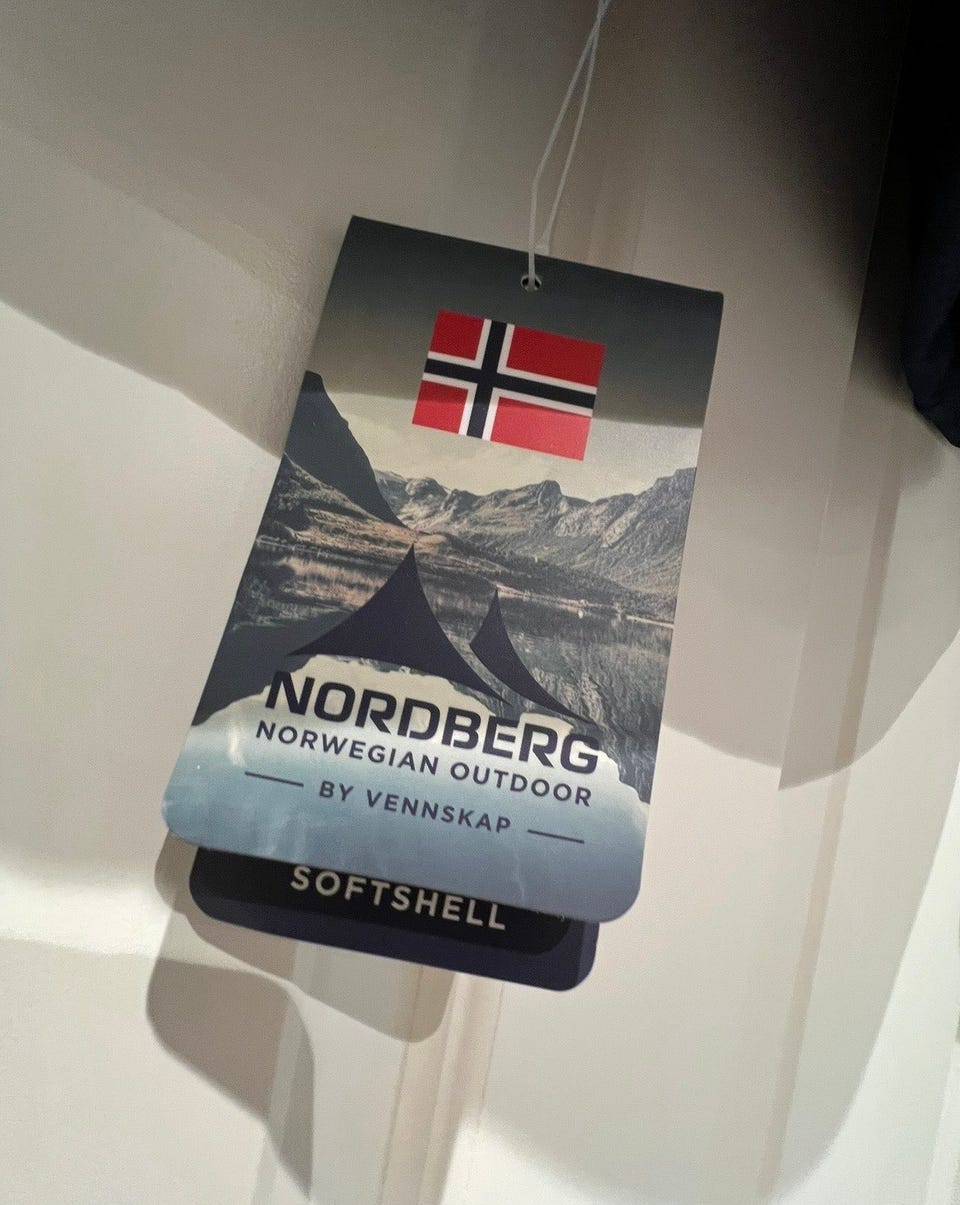 NORDBERG
NORWEGIAN OUTDOOR
BY VENNSKAP
SOFTSHELL